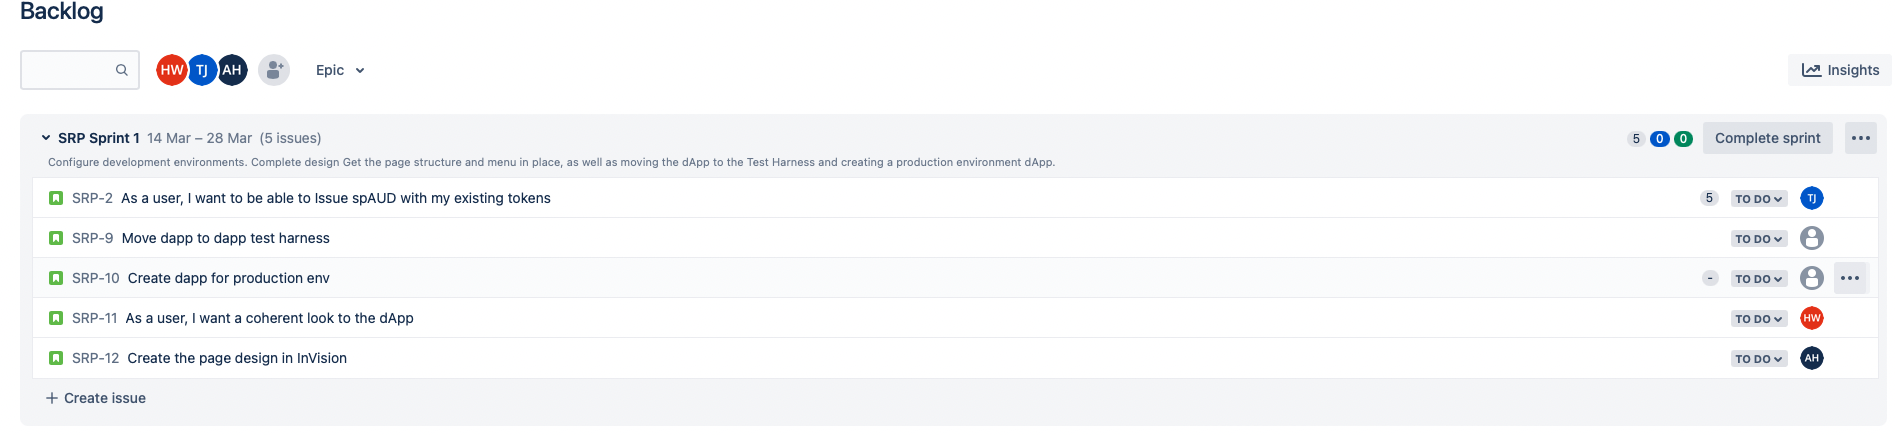 Backlog
HW TJ AH Epic Insights
SRP Sprint 1 14 Mar – 28 Mar (5 issues) 5 0 0 Complete sprint
Configure development environments. Complete design Get the page structure and menu in place, as well as moving the dApp to the Test Harness and creating a production environment dApp.
SRP-2 As a user, I want to be able to Issue spAUD with my existing tokens 5 TO DO TJ
SRP-9 Move dapp to dapp test harness TO DO
SRP-10 Create dapp for production env - TO DO
SRP-11 As a user, I want a coherent look to the dApp TO DO HW
SRP-12 Create the page design in InVision TO DO AH
+ Create issue